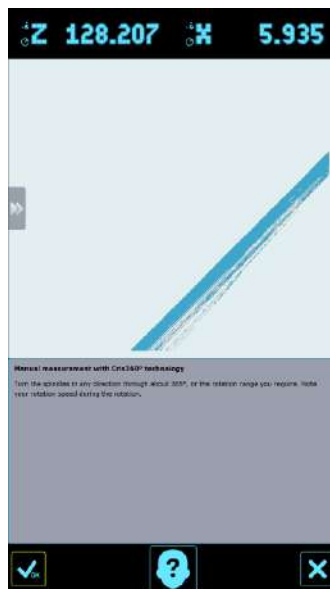 Z 128.207 X 5.935
Manual measurement with Cris360° technology
Turn the spindles in any direction through about 360°, or the rotation range you require. Note
your rotation speed during the rotation.
OK
?